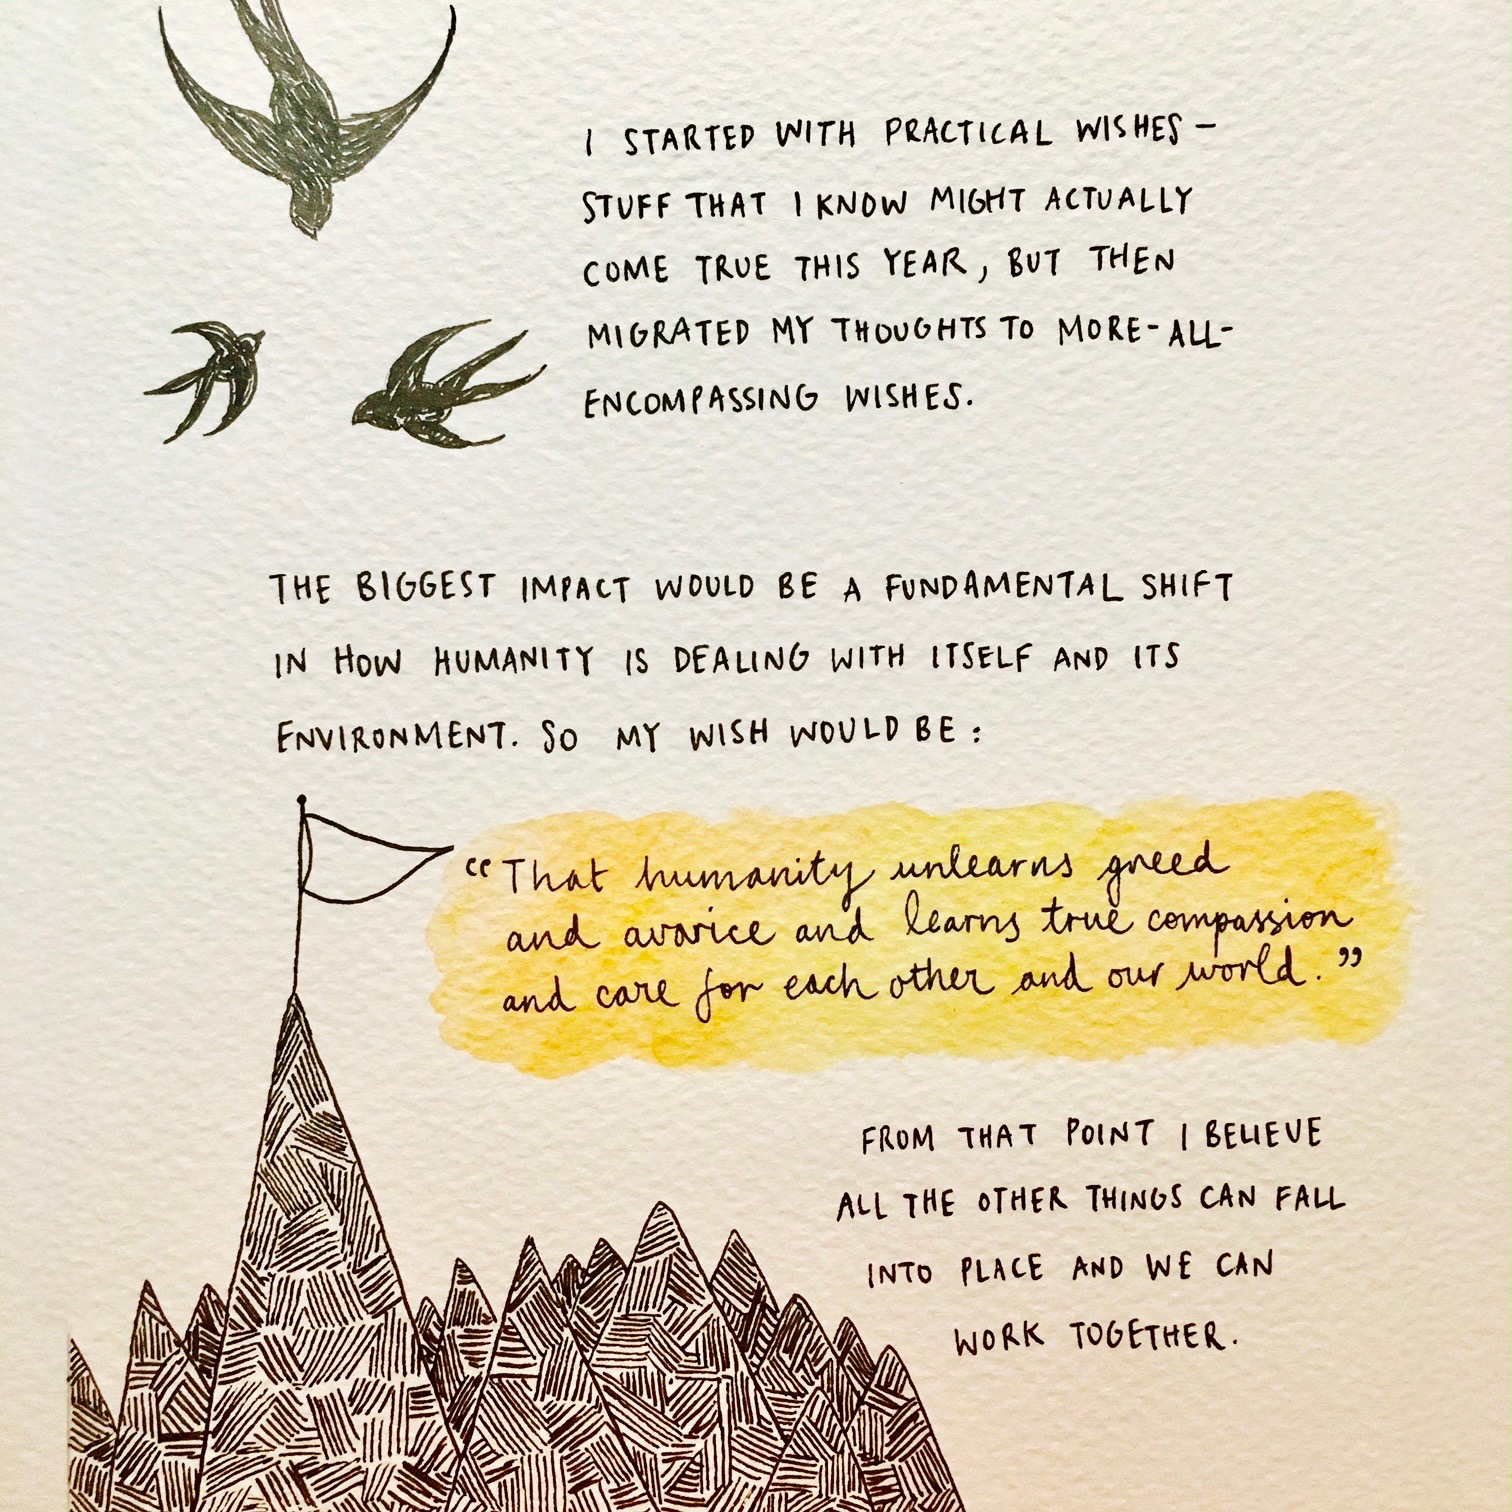 I STARTED WITH PRACTICAL WISHES -
STUFF THAT I KNOW MIGHT ACTUALLY
COME TRUE THIS YEAR, BUT THEN
MIGRATED MY THOUGHTS TO MORE-ALL-
ENCOMPASSING WISHES.
THE BIGGEST IMPACT WOULD BE A FUNDAMENTAL SHIFT
IN HOW HUMANITY IS DEALING WITH ITSELF AND ITS
ENVIRONMENT. SO MY WISH WOULD BE:
“That humanity unlearns greed
and avarice and learns true compassion
and care for each other and our world.”
FROM THAT POINT I BELIEVE
ALL THE OTHER THINGS CAN FALL
INTO PLACE AND WE CAN
WORK TOGETHER.